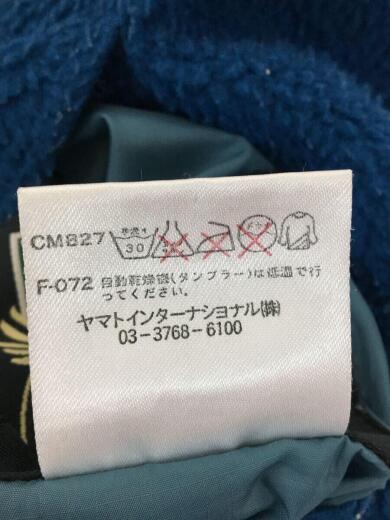 CM827 30
F-072 自動乾燥機(タンブラー)は低温で行
ってください。
ヤマトインターナショナル(株)
03-3768-6100